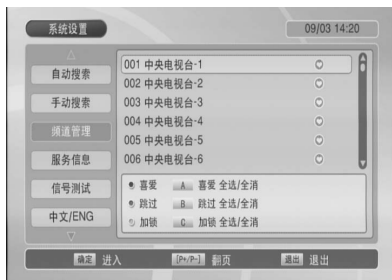 系统设置
09/03 14:20
自动搜索
手动搜索
频道管理
服务信息
信号测试
中文/ENG
001 中央电视台-1
002 中央电视台-2
003 中央电视台-3
004 中央电视台-4
005 中央电视台-5
006 中央电视台-6
喜爱 A 喜爱 全选/全消
跳过 B 跳过 全选/全消
加锁 C 加锁 全选/全消
确定 进入 [P+/P-] 翻页 退出 退出